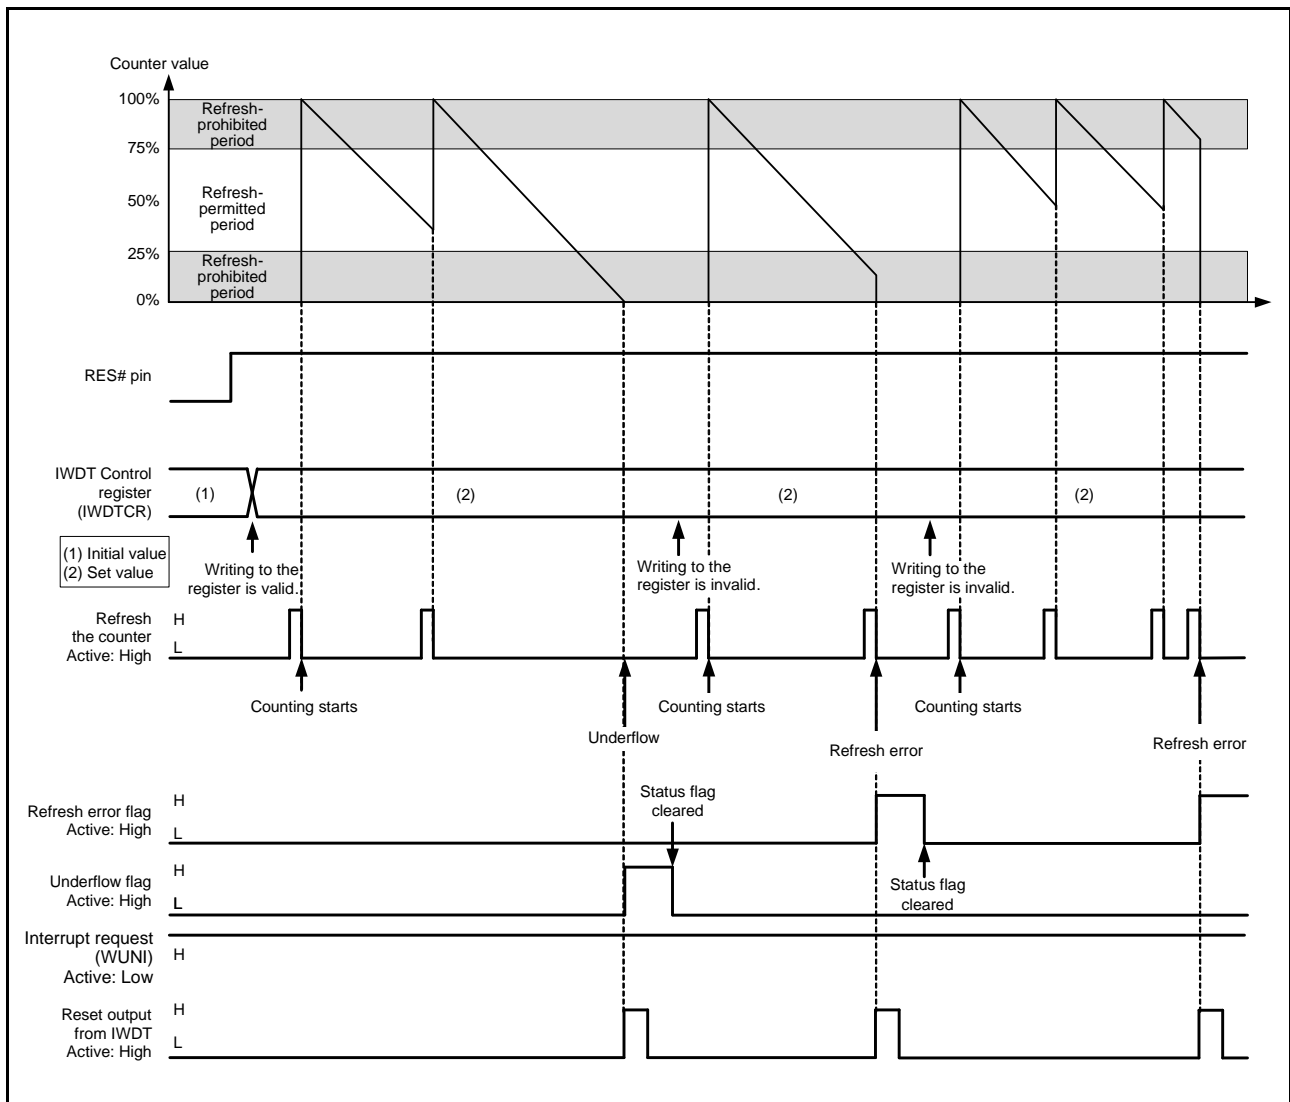 Counter value
100%
Refresh-
prohibited
period
75%
50%
Refresh-
permitted
period
25%
Refresh-
prohibited
period
0%
RES# pin
IWDT Control
register
(IWDTCR)
(1)
(2)
(2)
(2)
(1) Initial value
(2) Set value
Writing to the
register is valid.
Writing to the
register is invalid.
Writing to the
register is invalid.
Refresh
the counter
Active: High
H
L
Counting starts
Counting starts
Counting starts
Underflow
Refresh error
Refresh error
Refresh error flag
Active: High
H
L
Status flag
cleared
Underflow flag
Active: High
H
L
Status flag
cleared
Interrupt request
(WUNI)
Active: Low
H
Reset output
from IWDT
Active: High
H
L